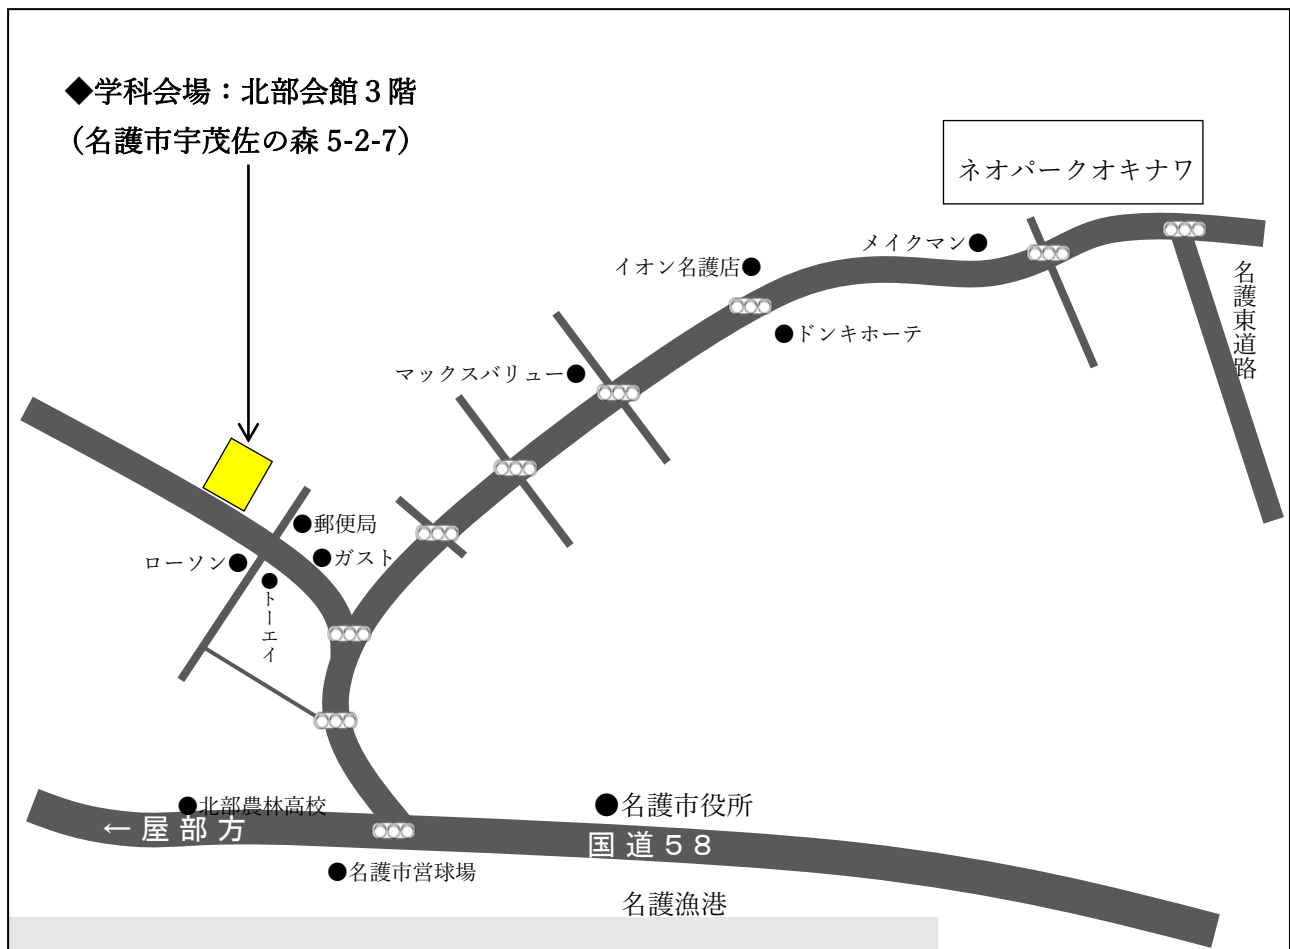 ◆学科会場：北部会館３階
（名護市宇茂佐の森 5-2-7）
ネオパークオキナワ
メイクマン●
イオン名護店●
●ドンキホーテ
名護東道路
マックスバリュー●
●郵便局
●ガスト
ローソン●
●トーエイ
●北部農林高校
●名護市役所
←屋部方
国道５８
●名護市営球場
名護漁港